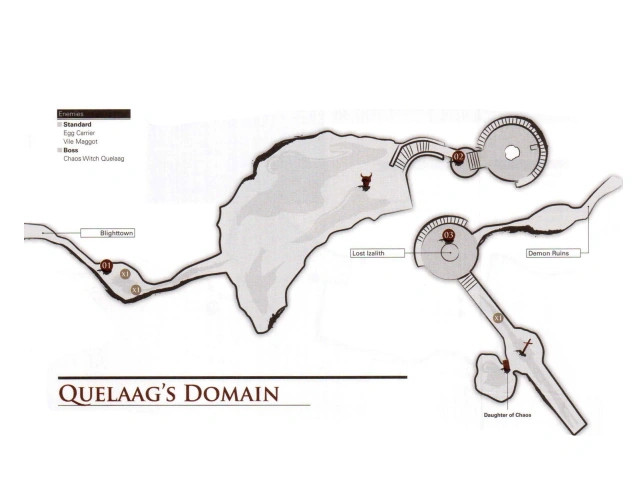 Enemies
Standard
Egg Carrier
Vile Maggot
Boss
Chaos Witch Quelaag
02
Blighttown
03
Lost Izalith
Demon Ruins
01
x1
x1
x1
QUELAAG'S DOMAIN
Daughter of Chaos